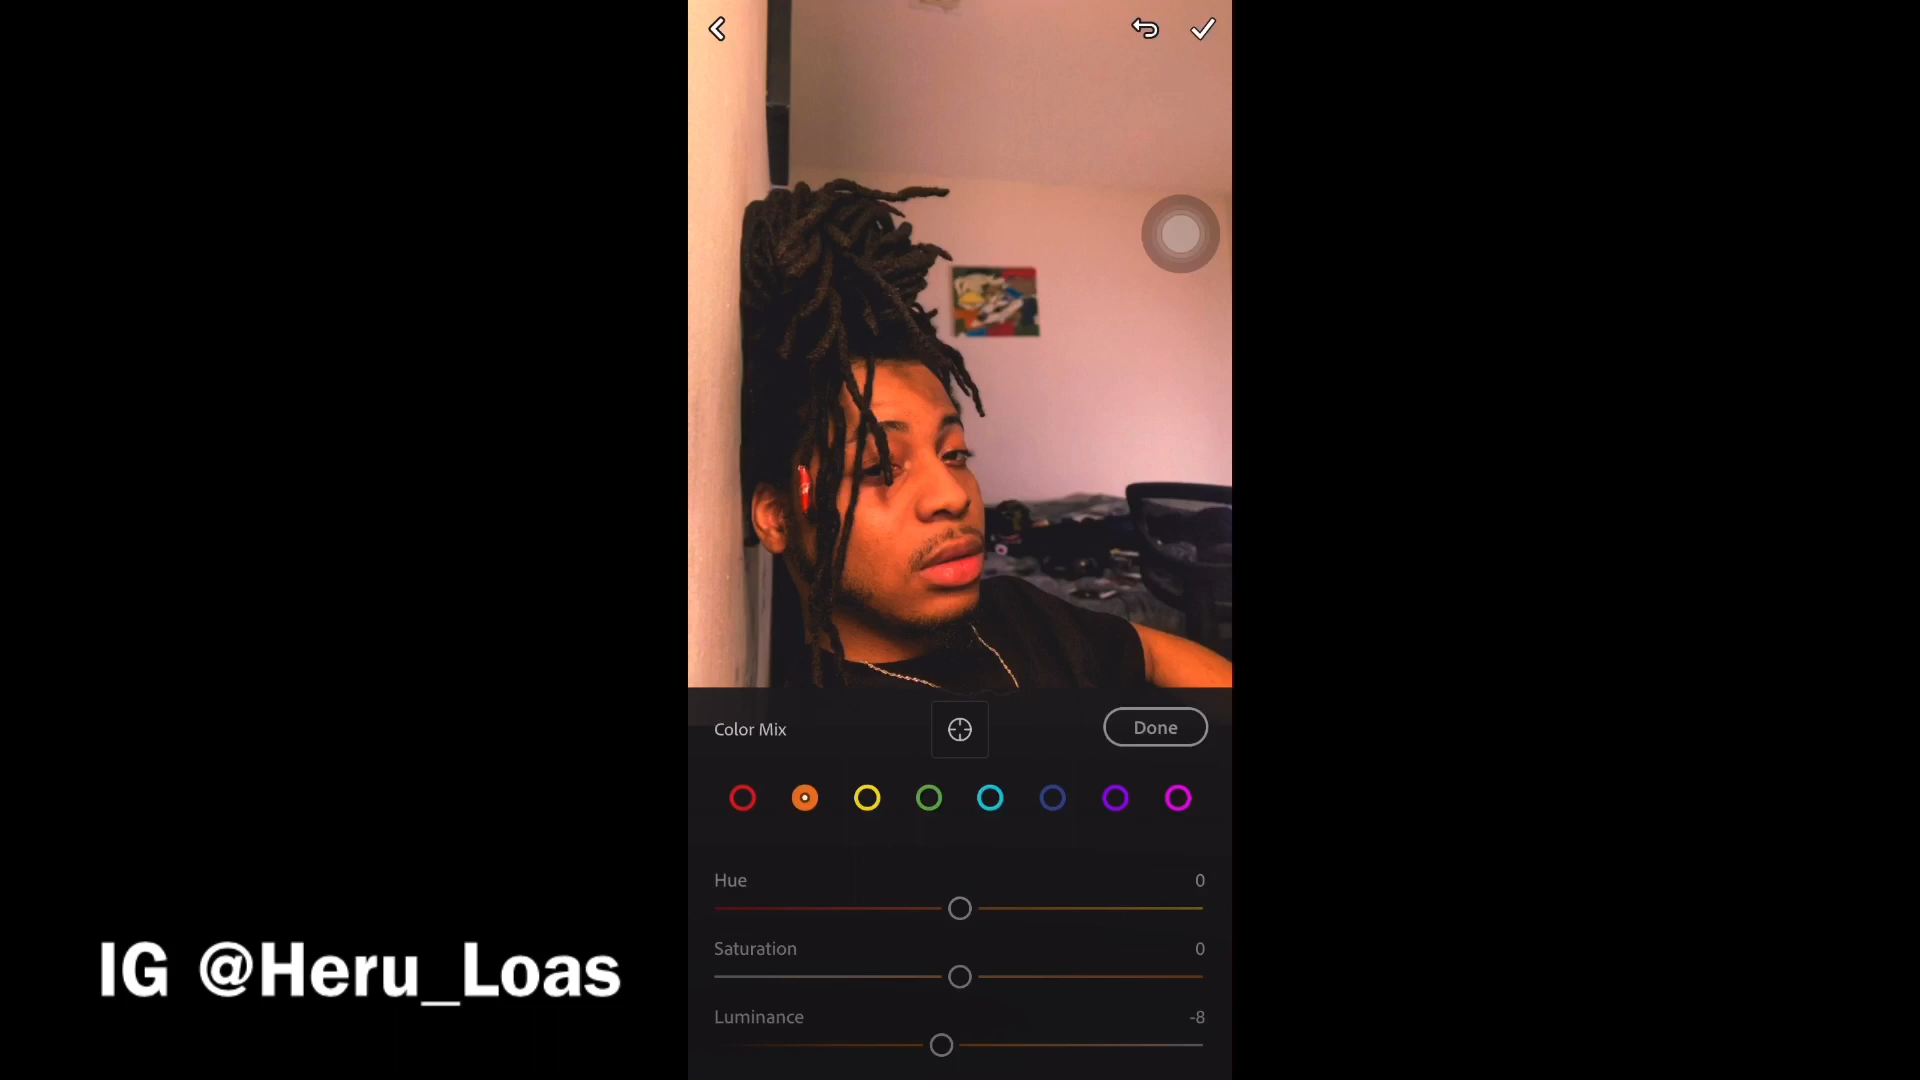 Color Mix
Done
Hue 0
Saturation 0
Luminance -8
IG @Heru_Loas